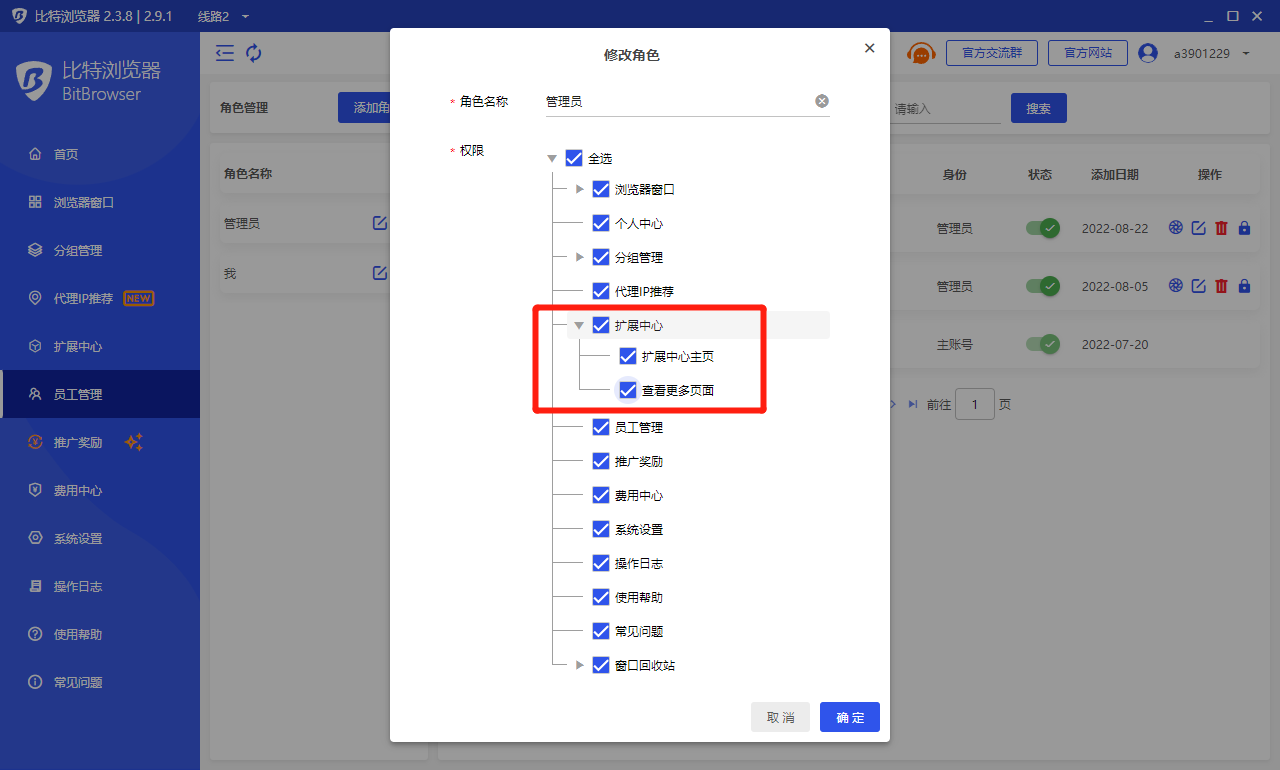 比特浏览器 2.3.8 | 2.9.1 线路2
比特浏览器
BitBrowser
首页
浏览器窗口
分组管理
代理IP推荐 NEW
扩展中心
员工管理
推广奖励
费用中心
系统设置
操作日志
使用帮助
常见问题
官方交流群 官方网站 a3901229
角色管理 添加角
请输入 搜索
角色名称
管理员
我
身份 状态 添加日期 操作
管理员 2022-08-22
管理员 2022-08-05
主账号 2022-07-20
前往 1 页
修改角色
* 角色名称 管理员
* 权限
全选
浏览器窗口
个人中心
分组管理
代理IP推荐
扩展中心
扩展中心主页
查看更多页面
员工管理
推广奖励
费用中心
系统设置
操作日志
使用帮助
常见问题
窗口回收站
取 消 确 定